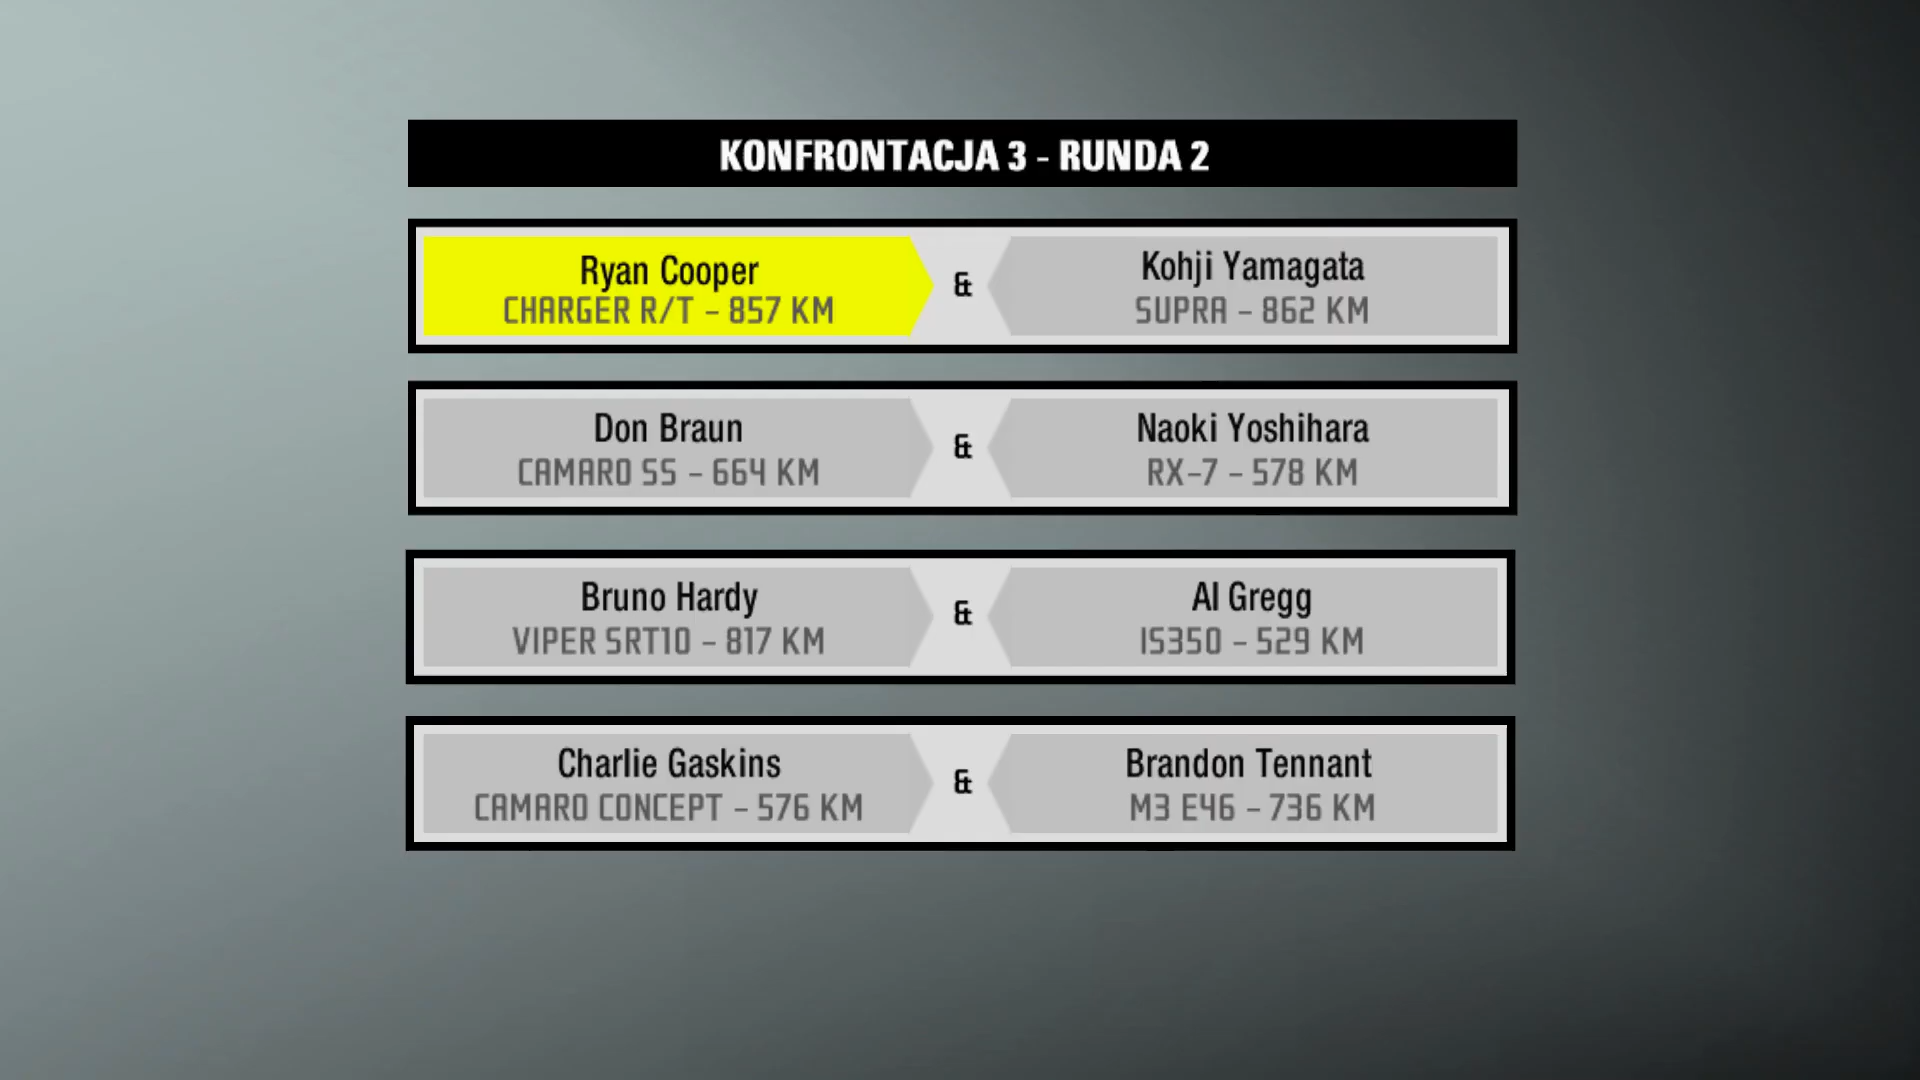 KONFRONTACJA 3 - RUNDA 2
Ryan Cooper
CHARGER R/T - 857 KM
&
Kohji Yamagata
SUPRA - 862 KM
Don Braun
CAMARO SS - 664 KM
&
Naoki Yoshihara
RX-7 - 578 KM
Bruno Hardy
VIPER SRT10 - 817 KM
&
Al Gregg
IS350 - 529 KM
Charlie Gaskins
CAMARO CONCEPT - 576 KM
&
Brandon Tennant
M3 E46 - 736 KM